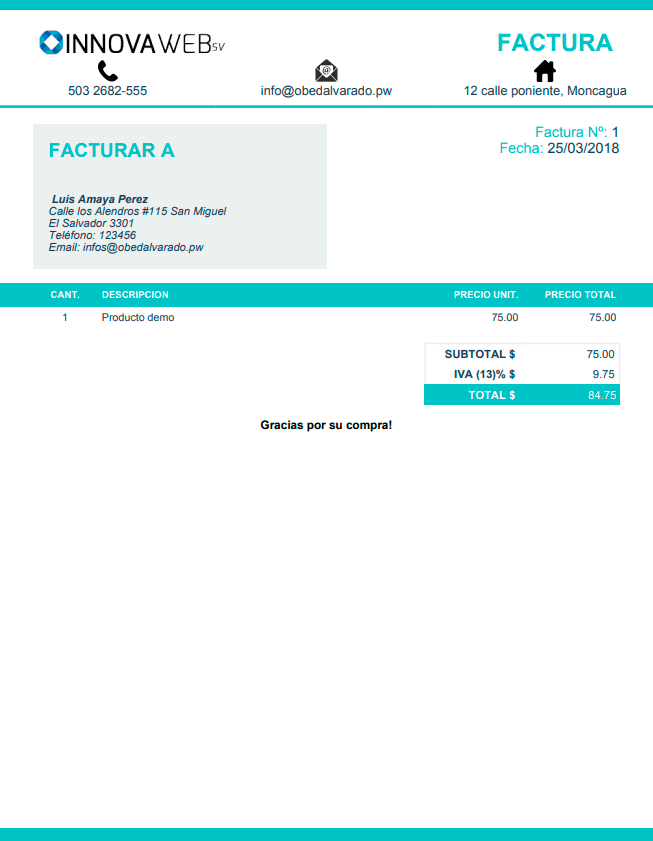 INNOVAWEBSV
FACTURA
503 2682-555
info@obedalvarado.pw
12 calle poniente, Moncagua
FACTURAR A
Factura Nº: 1
Fecha: 25/03/2018
Luis Amaya Perez
Calle los Alendros #115 San Miguel
El Salvador 3301
Teléfono: 123456
Email: infos@obedalvarado.pw
CANT. DESCRIPCION PRECIO UNIT. PRECIO TOTAL
1 Producto demo 75.00 75.00
SUBTOTAL $ 75.00
IVA (13)% $ 9.75
TOTAL $ 84.75
Gracias por su compra!